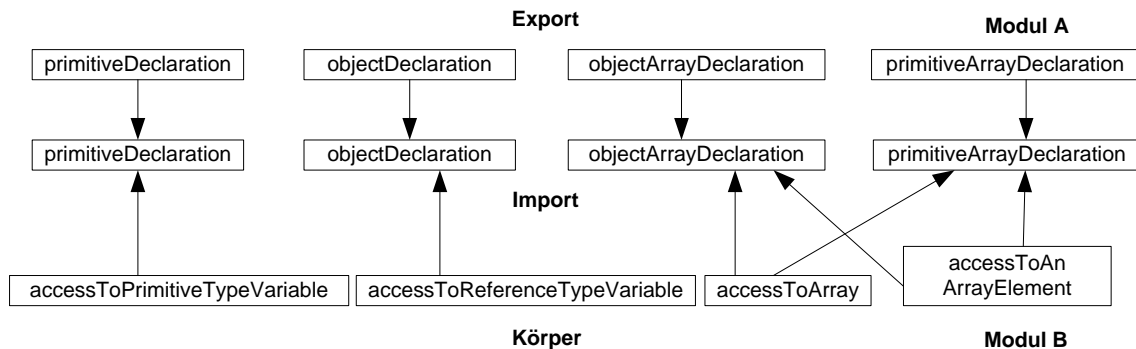 Export
Modul A
primitiveDeclaration
objectDeclaration
objectArrayDeclaration
primitiveArrayDeclaration
primitiveDeclaration
objectDeclaration
objectArrayDeclaration
primitiveArrayDeclaration
Import
accessToPrimitiveTypeVariable
accessToReferenceTypeVariable
accessToArray
accessToAn
ArrayElement
Körper
Modul B